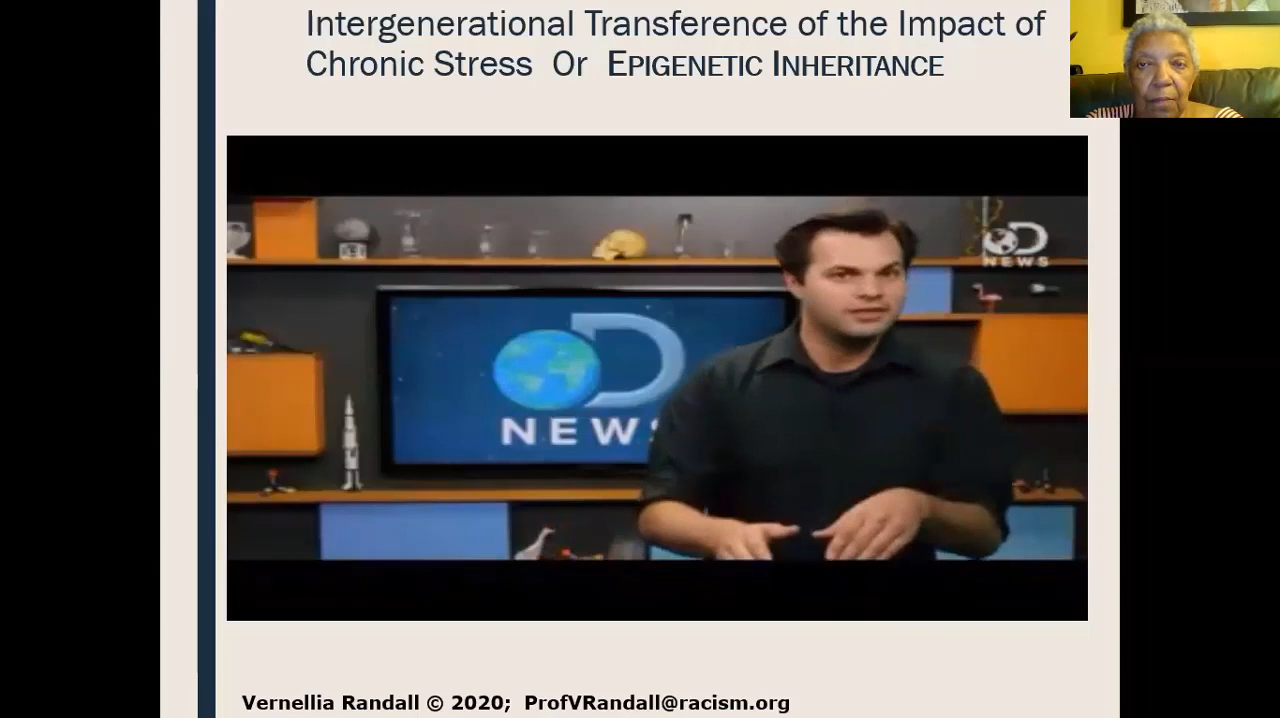 Intergenerational Transference of the Impact of
Chronic Stress Or EPIGENETIC INHERITANCE
D
NEWS
D
NEWS
Vernellia Randall © 2020; ProfVRandall@racism.org